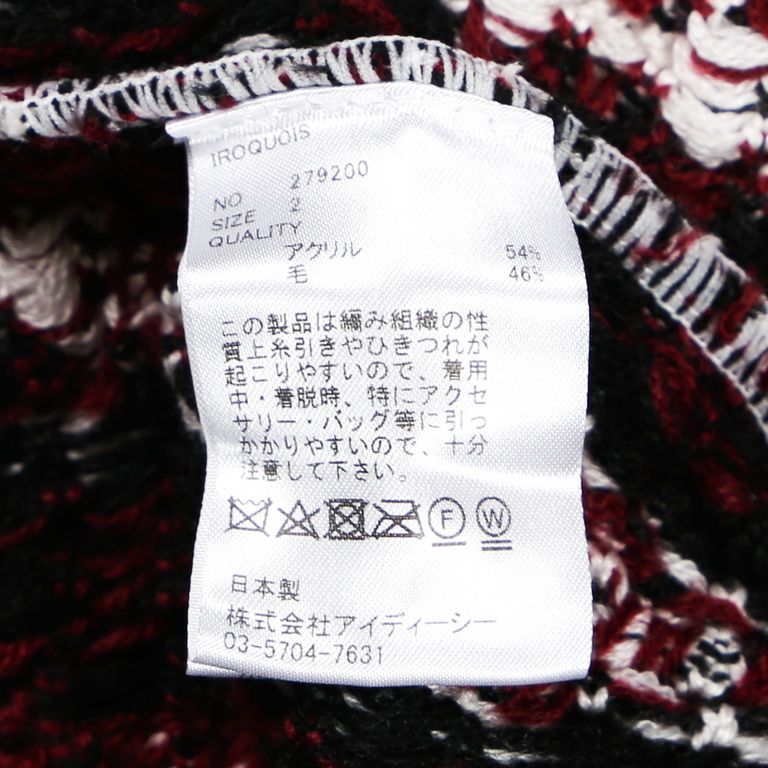 IROQUOIS
NO 279200
SIZE 2
QUALITY
アクリル 54%
毛 46%
この製品は編み組織の性
質上糸引きやひきつれが
起こりやすいので、着用
中・着脱時、特にアクセ
サリー・バッグ等に引っ
かかりやすいので、十分
注意して下さい。
F W
日本製
株式会社アイディーシー
03-5704-7631